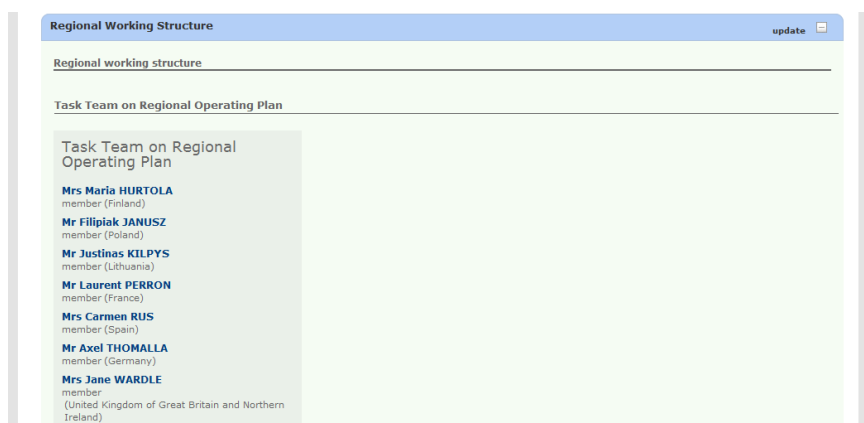 Regional Working Structure
update
Regional working structure
Task Team on Regional Operating Plan
Task Team on Regional
Operating Plan
Mrs Maria HURTOLA
member (Finland)
Mr Filipiak JANUSZ
member (Poland)
Mr Justinas KILPYS
member (Lithuania)
Mr Laurent PERRON
member (France)
Mrs Carmen RUS
member (Spain)
Mr Axel THOMALLA
member (Germany)
Mrs Jane WARDLE
member
(United Kingdom of Great Britain and Northern
Ireland)